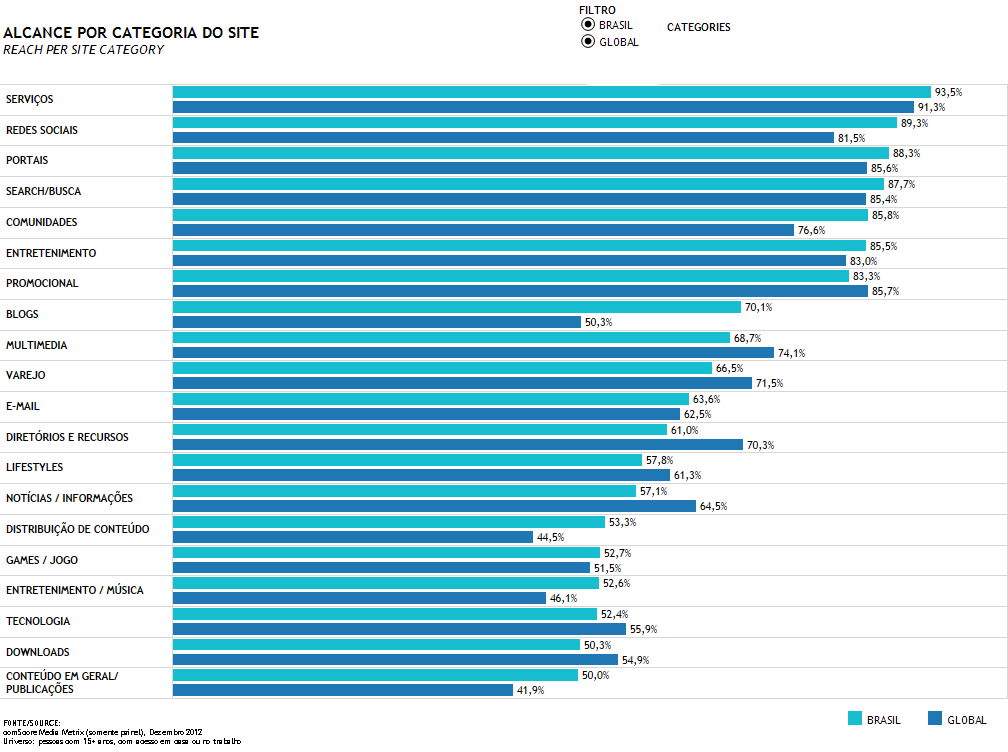 FILTRO
BRASIL
GLOBAL
CATEGORIES
ALCANCE POR CATEGORIA DO SITE
REACH PER SITE CATEGORY
SERVIÇOS
93,5%
91,3%
REDES SOCIAIS
89,3%
81,5%
PORTAIS
88,3%
85,6%
SEARCH/BUSCA
87,7%
85,4%
COMUNIDADES
85,8%
76,6%
ENTRETENIMENTO
85,5%
83,0%
PROMOCIONAL
83,3%
85,7%
BLOGS
70,1%
50,3%
MULTIMEDIA
68,7%
74,1%
VAREJO
66,5%
71,5%
E-MAIL
63,6%
62,5%
DIRETÓRIOS E RECURSOS
61,0%
70,3%
LIFESTYLES
57,8%
61,3%
NOTÍCIAS / INFORMAÇÕES
57,1%
64,5%
DISTRIBUIÇÃO DE CONTEÚDO
53,3%
44,5%
GAMES / JOGO
52,7%
51,5%
ENTRETENIMENTO / MÚSICA
52,6%
46,1%
TECNOLOGIA
52,4%
55,9%
DOWNLOADS
50,3%
54,9%
CONTEÚDO EM GERAL/
PUBLICAÇÕES
50,0%
41,9%
FONTE/SOURCE:
comScore Media Metrix (somente painel), Dezembro 2012
Universo: pessoas com 15+ anos, com acesso em casa ou no trabalho
BRASIL
GLOBAL